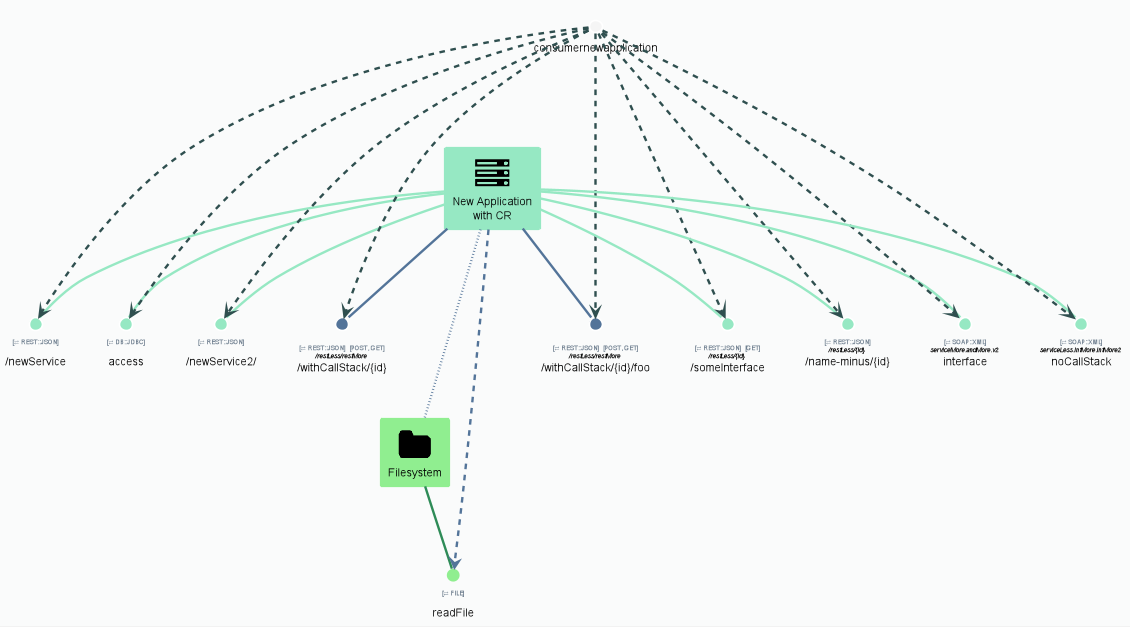 consumernewapplication
New Application
with CR
[:: REST::JSON]
/newService
[:: DB::JDBC]
access
[:: REST::JSON]
/newService2/
[:: REST::JSON] [POST, GET]
/restLess/restMore
/withCallStack/{id}
[:: REST::JSON] [POST, GET]
/restLess/restMore
/withCallStack/{id}/foo
[:: REST::JSON] [GET]
/restLess/{id}
/someInterface
[:: REST::JSON]
/restLess/{id}
/name-minus/{id}
[:: SOAP::XML]
serviceMore.andMore.v2
interface
[:: SOAP::XML]
serviceLess.intMore.intMore2
noCallStack
Filesystem
[:: FILE]
readFile